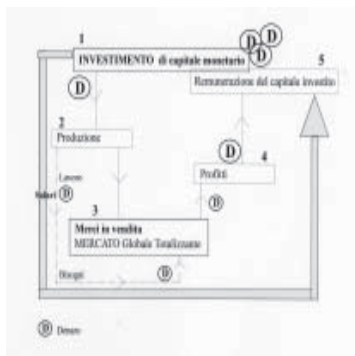 1
INVESTIMENTO di capitale monetario
D D D D
5
Remunerazione del capitale investito
D
2
Produzione
D
4
Profitti
Lavoro
Salari D
D
3
Merci in vendita
MERCATO Globale Totalizzante
Bisogni
D
D Denaro